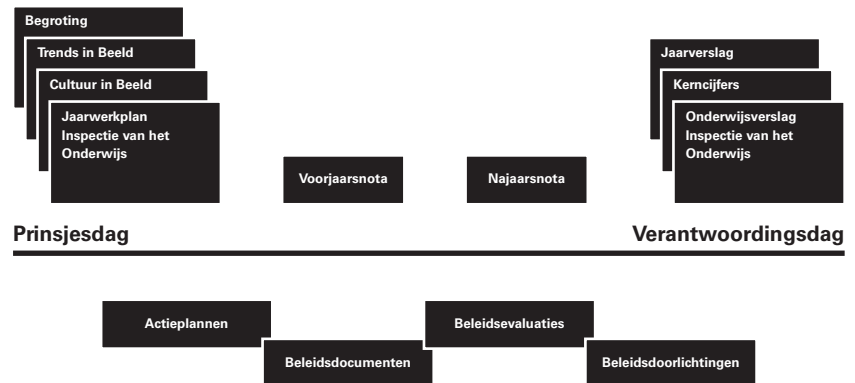 Begroting
Trends in Beeld
Cultuur in Beeld
Jaarwerkplan
Inspectie van het
Onderwijs
Voorjaarsnota
Najaarsnota
Jaarverslag
Kerncijfers
Onderwijsverslag
Inspectie van het
Onderwijs
Prinsjesdag
Verantwoordingsdag
Actieplannen
Beleidsdocumenten
Beleidsevaluaties
Beleidsdoorlichtingen